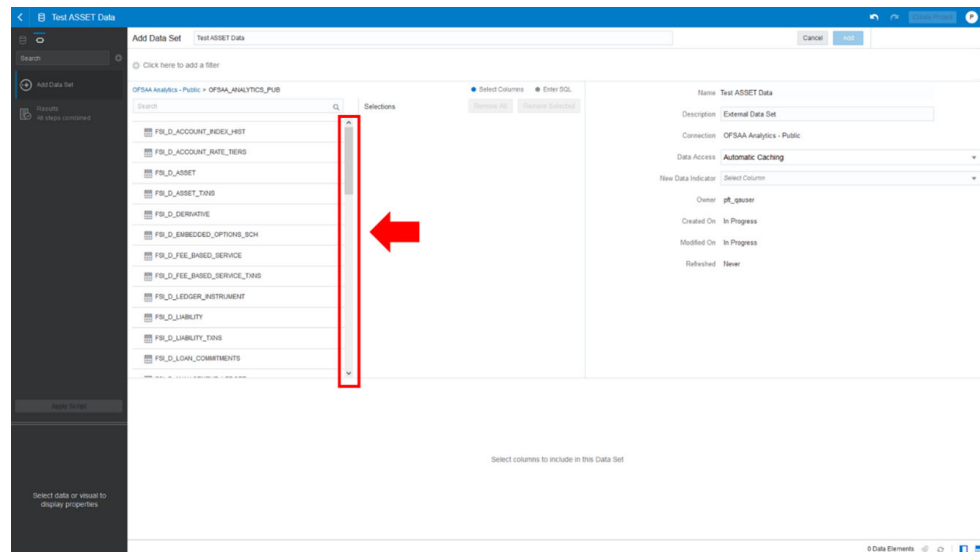 Test ASSET Data
Create Project
P
Search
Add Data Set
Results
All steps combined
Apply Script
Select data or visual to
display properties
Add Data Set Test ASSET Data
Cancel Add
Click here to add a filter
OFSAA Analytics - Public > OFSAA_ANALYTICS_PUB
Select Columns Enter SQL
Search
Selections
Remove All Remove Selected
FSI_D_ACCOUNT_INDEX_HIST
FSI_D_ACCOUNT_RATE_TIERS
FSI_D_ASSET
FSI_D_ASSET_TXNS
FSI_D_DERIVATIVE
FSI_D_EMBEDDED_OPTIONS_SCH
FSI_D_FEE_BASED_SERVICE
FSI_D_FEE_BASED_SERVICE_TXNS
FSI_D_LEDGER_INSTRUMENT
FSI_D_LIABILITY
FSI_D_LIABILITY_TXNS
FSI_D_LOAN_COMMITMENTS
Name Test ASSET Data
Description External Data Set
Connection OFSAA Analytics - Public
Data Access Automatic Caching
New Data Indicator Select Column
Owner pft_qauser
Created On In Progress
Modified On In Progress
Refreshed Never
Select columns to include in this Data Set
0 Data Elements